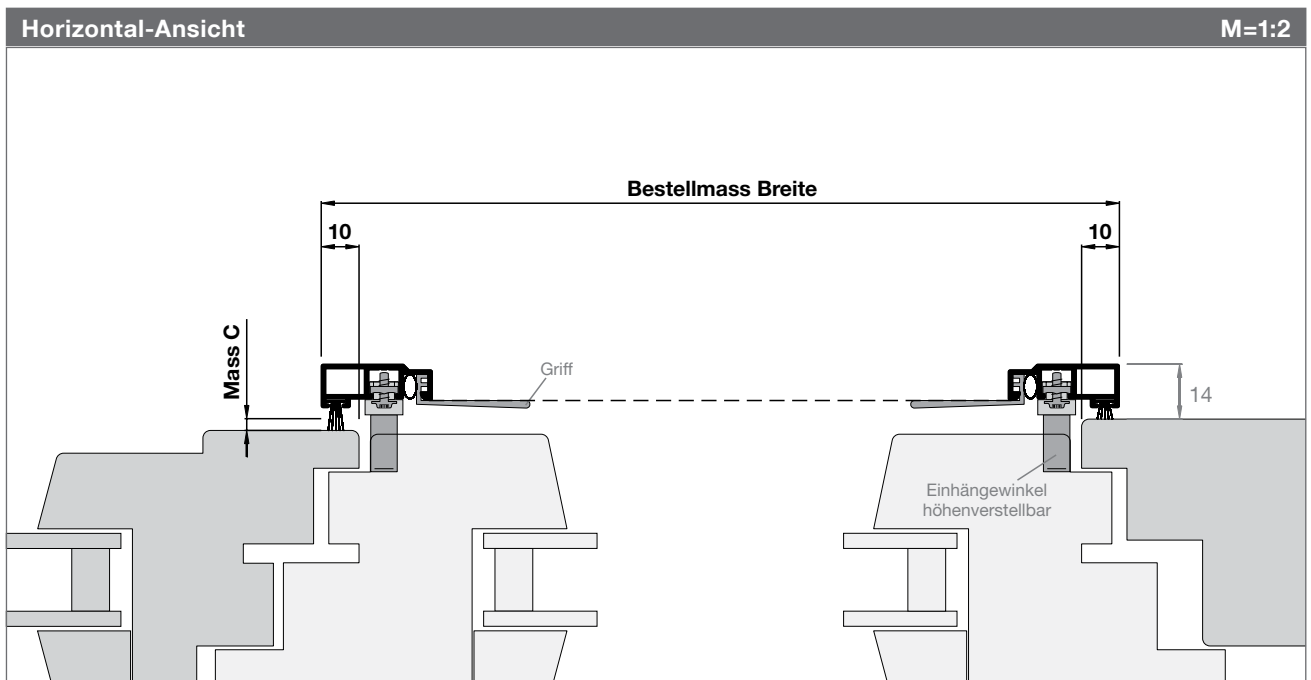 Horizontal-Ansicht M=1:2
Bestellmass Breite
10 10
Mass C
Griff
14
Einhängewinkel
höhenverstellbar